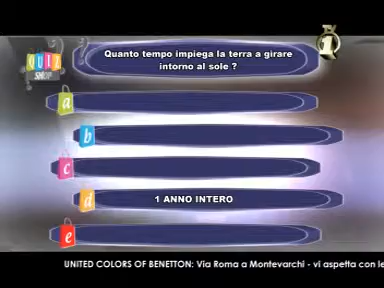 Quanto tempo impiega la terra a girare
intorno al sole ?
1
QUIZ
SHOP
a
b
c
d
1 ANNO INTERO
e
UNITED COLORS OF BENETTON: Via Roma a Montevarchi - vi aspetta con le